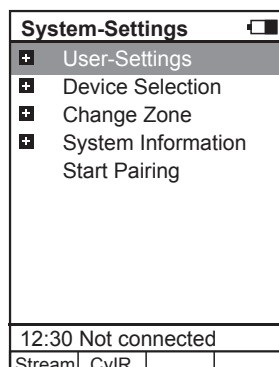 System-Settings
User-Settings
Device Selection
Change Zone
System Information
Start Pairing
12:30 Not connected
Stream CyIR